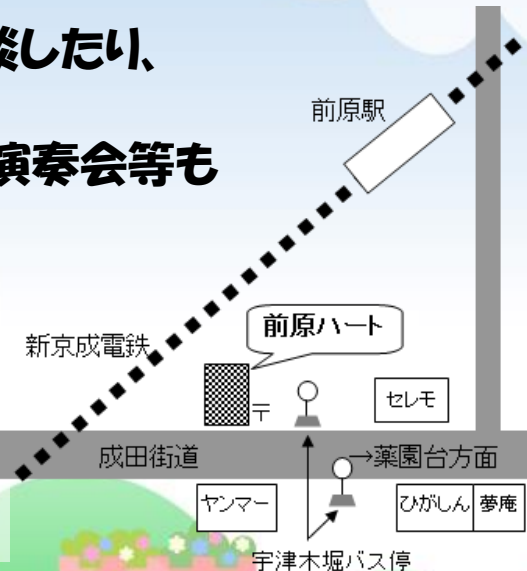 談したり、
演奏会等も
前原駅
新京成電鉄
前原ハート
〒
セレモ
成田街道
→薬園台方面
ヤンマー
ひがしん
夢庵
宇津木堀バス停